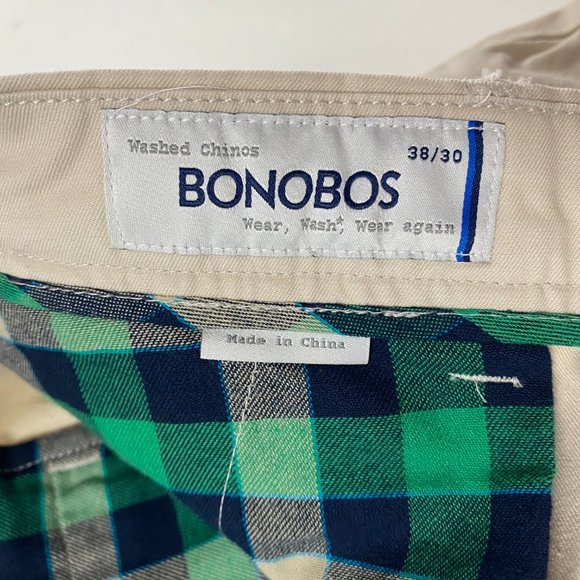 Washed Chinos 38/30
BONOBOS
Wear, Wash*, Wear again
Made in China